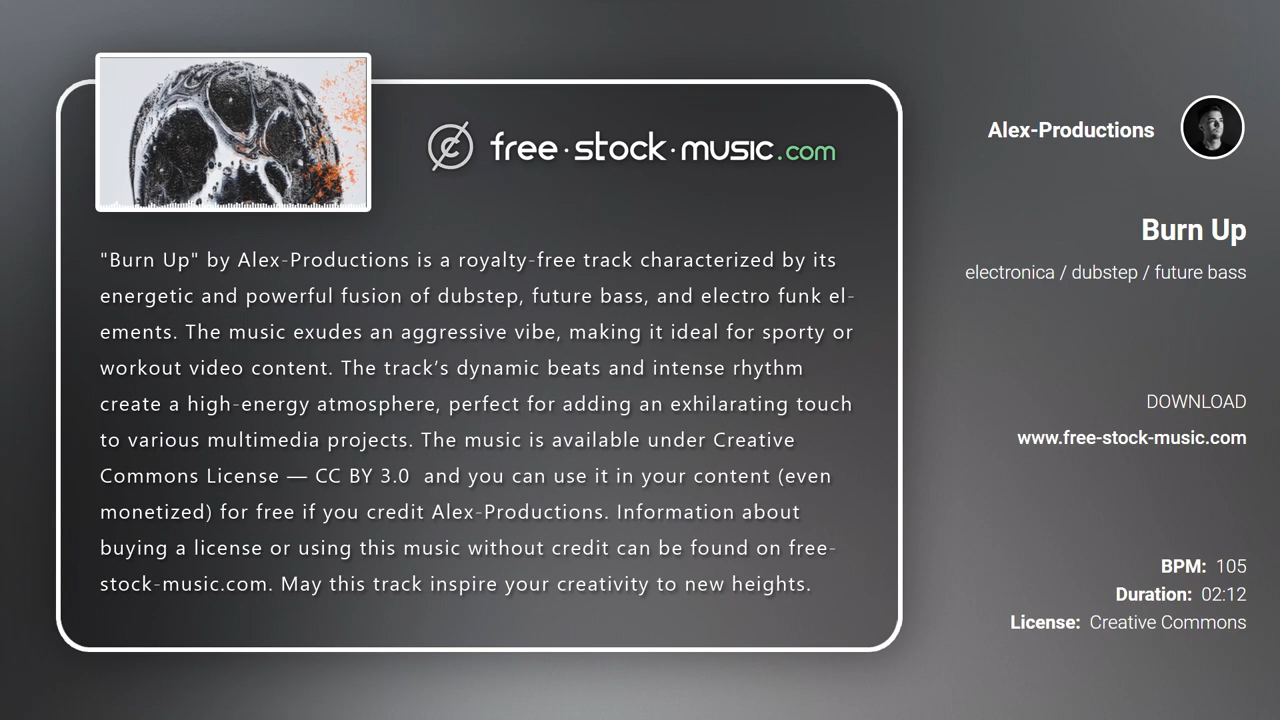 free·stock·music.com
"Burn Up" by Alex-Productions is a royalty-free track characterized by its
energetic and powerful fusion of dubstep, future bass, and electro funk el-
ements. The music exudes an aggressive vibe, making it ideal for sporty or
workout video content. The track’s dynamic beats and intense rhythm
create a high-energy atmosphere, perfect for adding an exhilarating touch
to various multimedia projects. The music is available under Creative
Commons License — CC BY 3.0  and you can use it in your content (even
monetized) for free if you credit Alex-Productions. Information about
buying a license or using this music without credit can be found on free-
stock-music.com. May this track inspire your creativity to new heights.
Alex-Productions
Burn Up
electronica / dubstep / future bass
DOWNLOAD
www.free-stock-music.com
BPM: 105
Duration: 02:12
License: Creative Commons